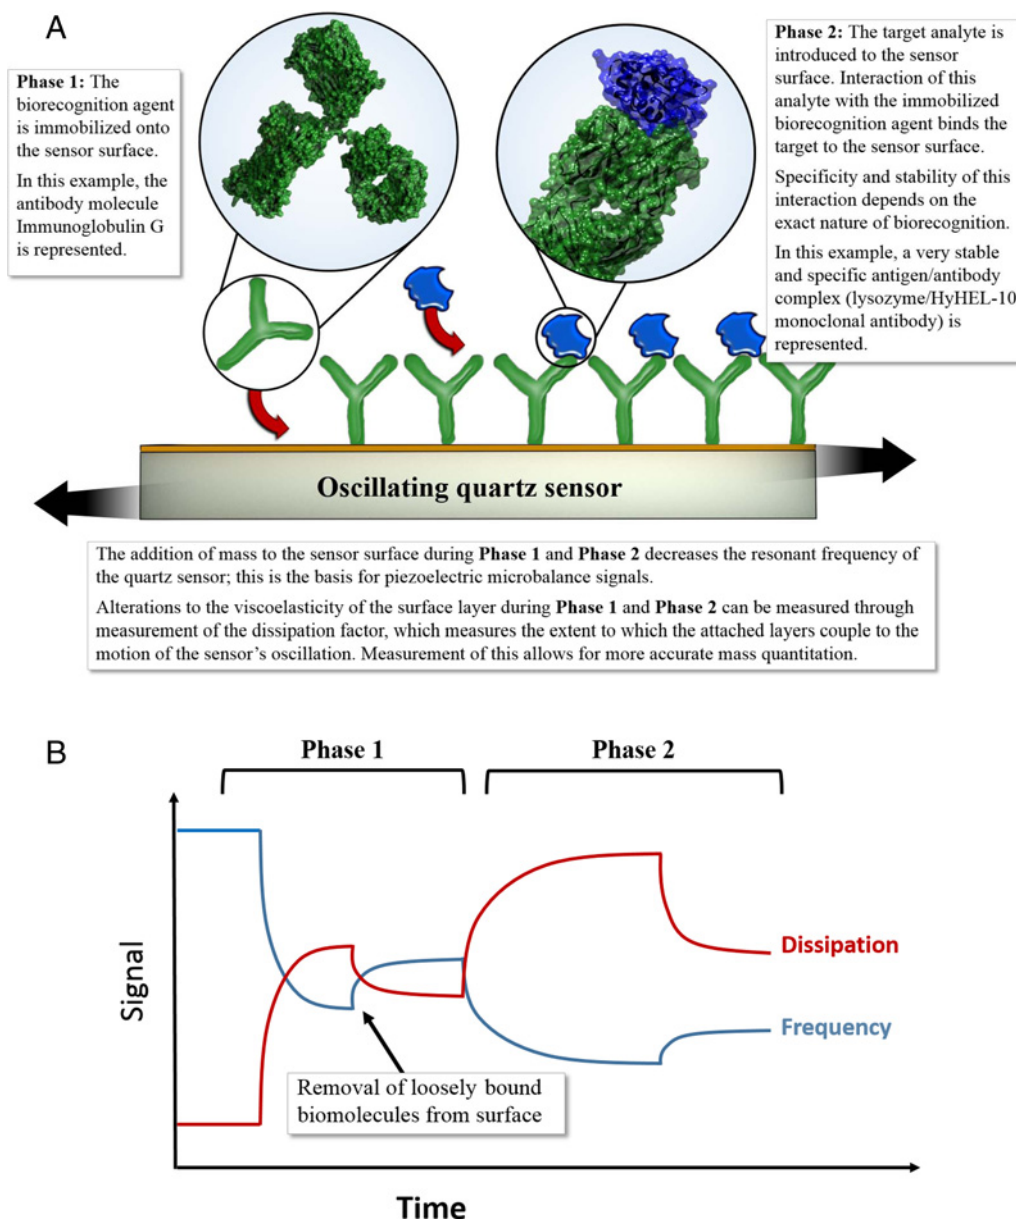 A
Phase 1: The
biorecognition agent
is immobilized onto
the sensor surface.
In this example, the
antibody molecule
Immunoglobulin G
is represented.
Phase 2: The target analyte is
introduced to the sensor
surface. Interaction of this
analyte with the immobilized
biorecognition agent binds the
target to the sensor surface.
Specificity and stability of this
interaction depends on the
exact nature of biorecognition.
In this example, a very stable
and specific antigen/antibody
complex (lysozyme/HyHEL-10
monoclonal antibody) is
represented.
Oscillating quartz sensor
The addition of mass to the sensor surface during Phase 1 and Phase 2 decreases the resonant frequency of
the quartz sensor; this is the basis for piezoelectric microbalance signals.
Alterations to the viscoelasticity of the surface layer during Phase 1 and Phase 2 can be measured through
measurement of the dissipation factor, which measures the extent to which the attached layers couple to the
motion of the sensor's oscillation. Measurement of this allows for more accurate mass quantitation.
B
Phase 1
Phase 2
Signal
Dissipation
Frequency
Removal of loosely bound
biomolecules from surface
Time